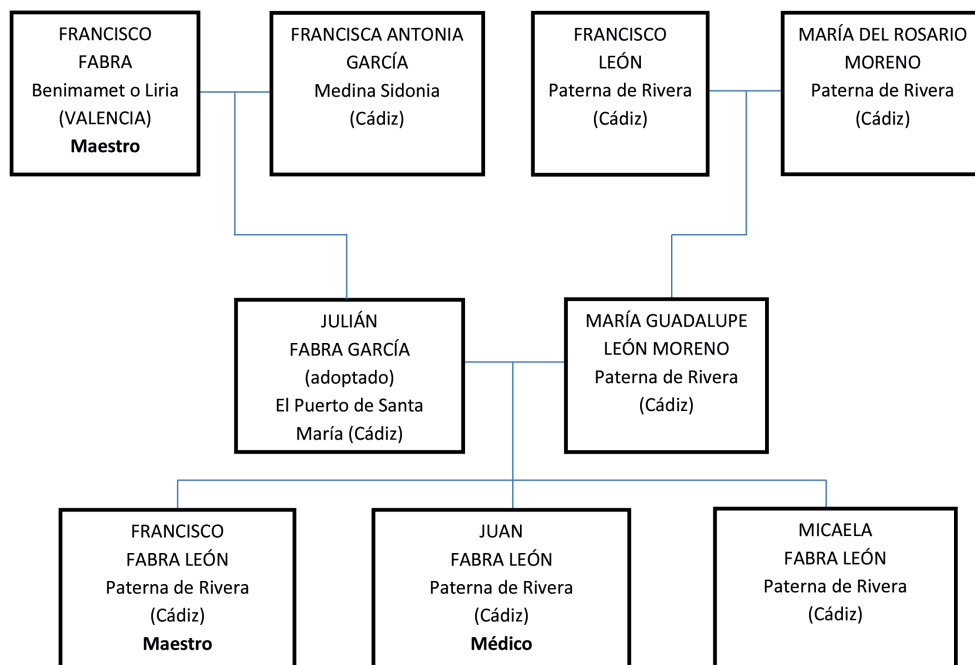 FRANCISCO
FABRA
Benimamet o Liria
(VALENCIA)
Maestro
FRANCISCA ANTONIA
GARCÍA
Medina Sidonia
(Cádiz)
FRANCISCO
LEÓN
Paterna de Rivera
(Cádiz)
MARÍA DEL ROSARIO
MORENO
Paterna de Rivera
(Cádiz)
JULIÁN
FABRA GARCÍA
(adoptado)
El Puerto de Santa
María (Cádiz)
MARÍA GUADALUPE
LEÓN MORENO
Paterna de Rivera
(Cádiz)
FRANCISCO
FABRA LEÓN
Paterna de Rivera
(Cádiz)
Maestro
JUAN
FABRA LEÓN
Paterna de Rivera
(Cádiz)
Médico
MICAELA
FABRA LEÓN
Paterna de Rivera
(Cádiz)